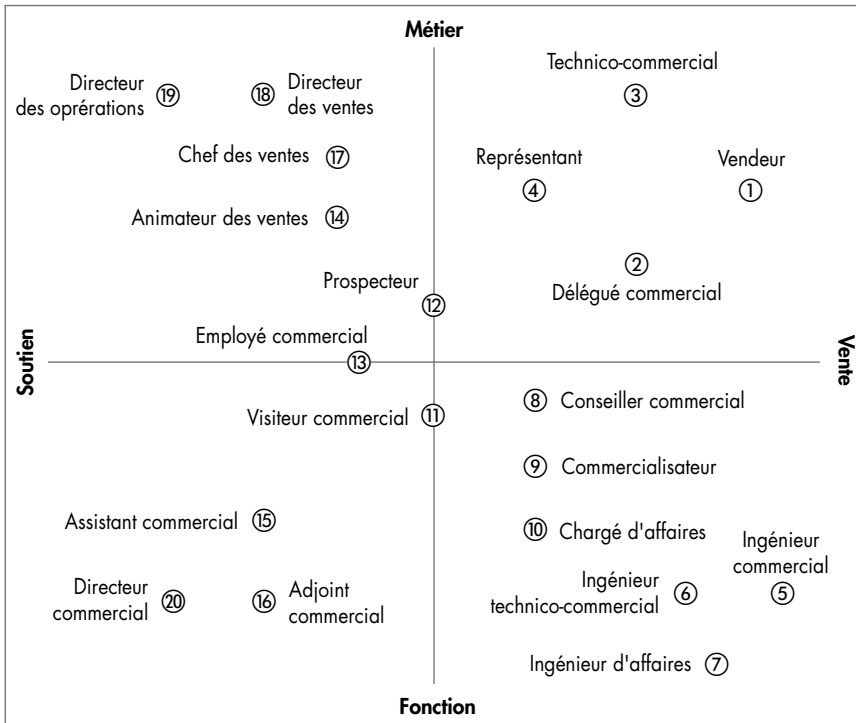 Métier
Technico-commercial
③
Directeur
des oprérations ⑲
⑱ Directeur
des ventes
Chef des ventes ⑰
Représentant
④
Vendeur
①
Animateur des ventes ⑭
②
Délégué commercial
Prospecteur
⑫
Employé commercial
⑬
Soutien
Vente
Visiteur commercial ⑪
⑧ Conseiller commercial
⑨ Commercialisateur
⑩ Chargé d'affaires
Assistant commercial ⑮
Ingénieur
commercial
⑤
Directeur
commercial ⑳
⑯ Adjoint
commercial
Ingénieur
technico-commercial ⑥
Ingénieur d'affaires ⑦
Fonction